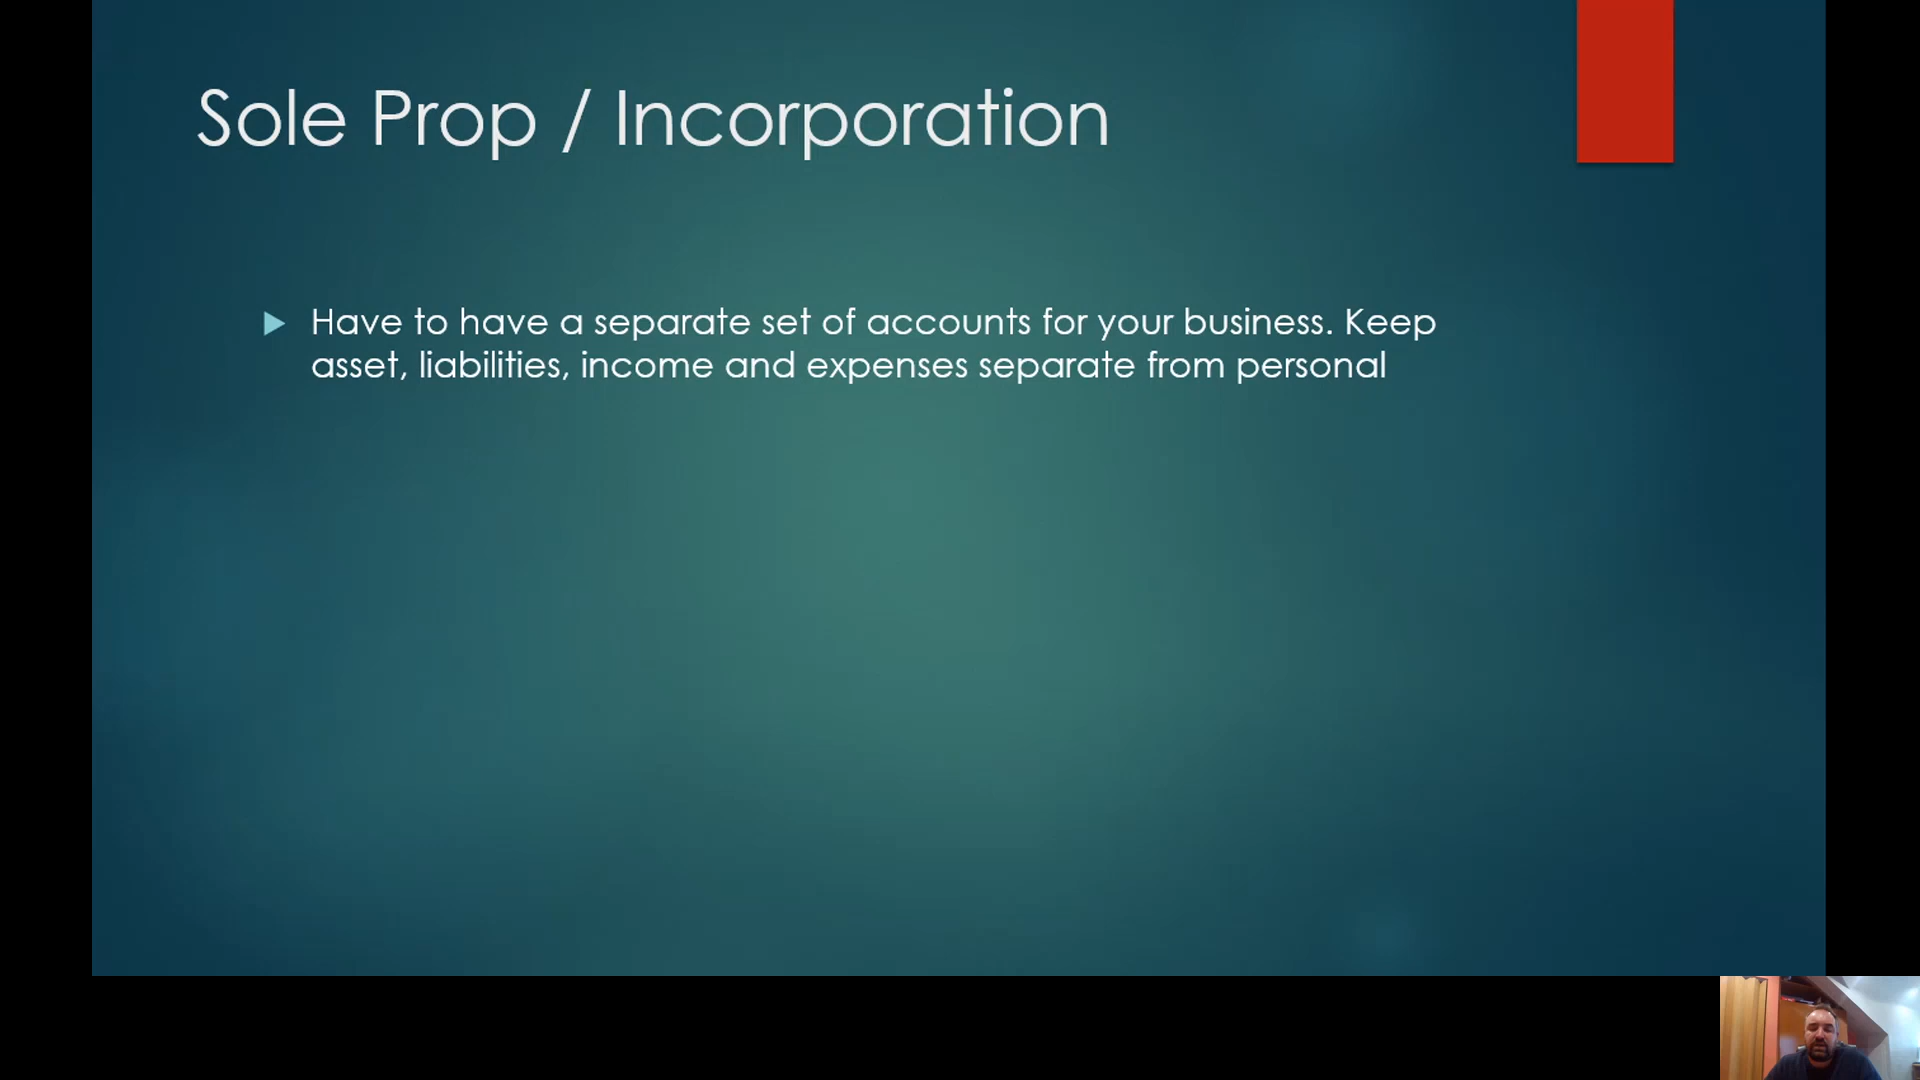 Sole Prop / Incorporation
Have to have a separate set of accounts for your business. Keep
asset, liabilities, income and expenses separate from personal